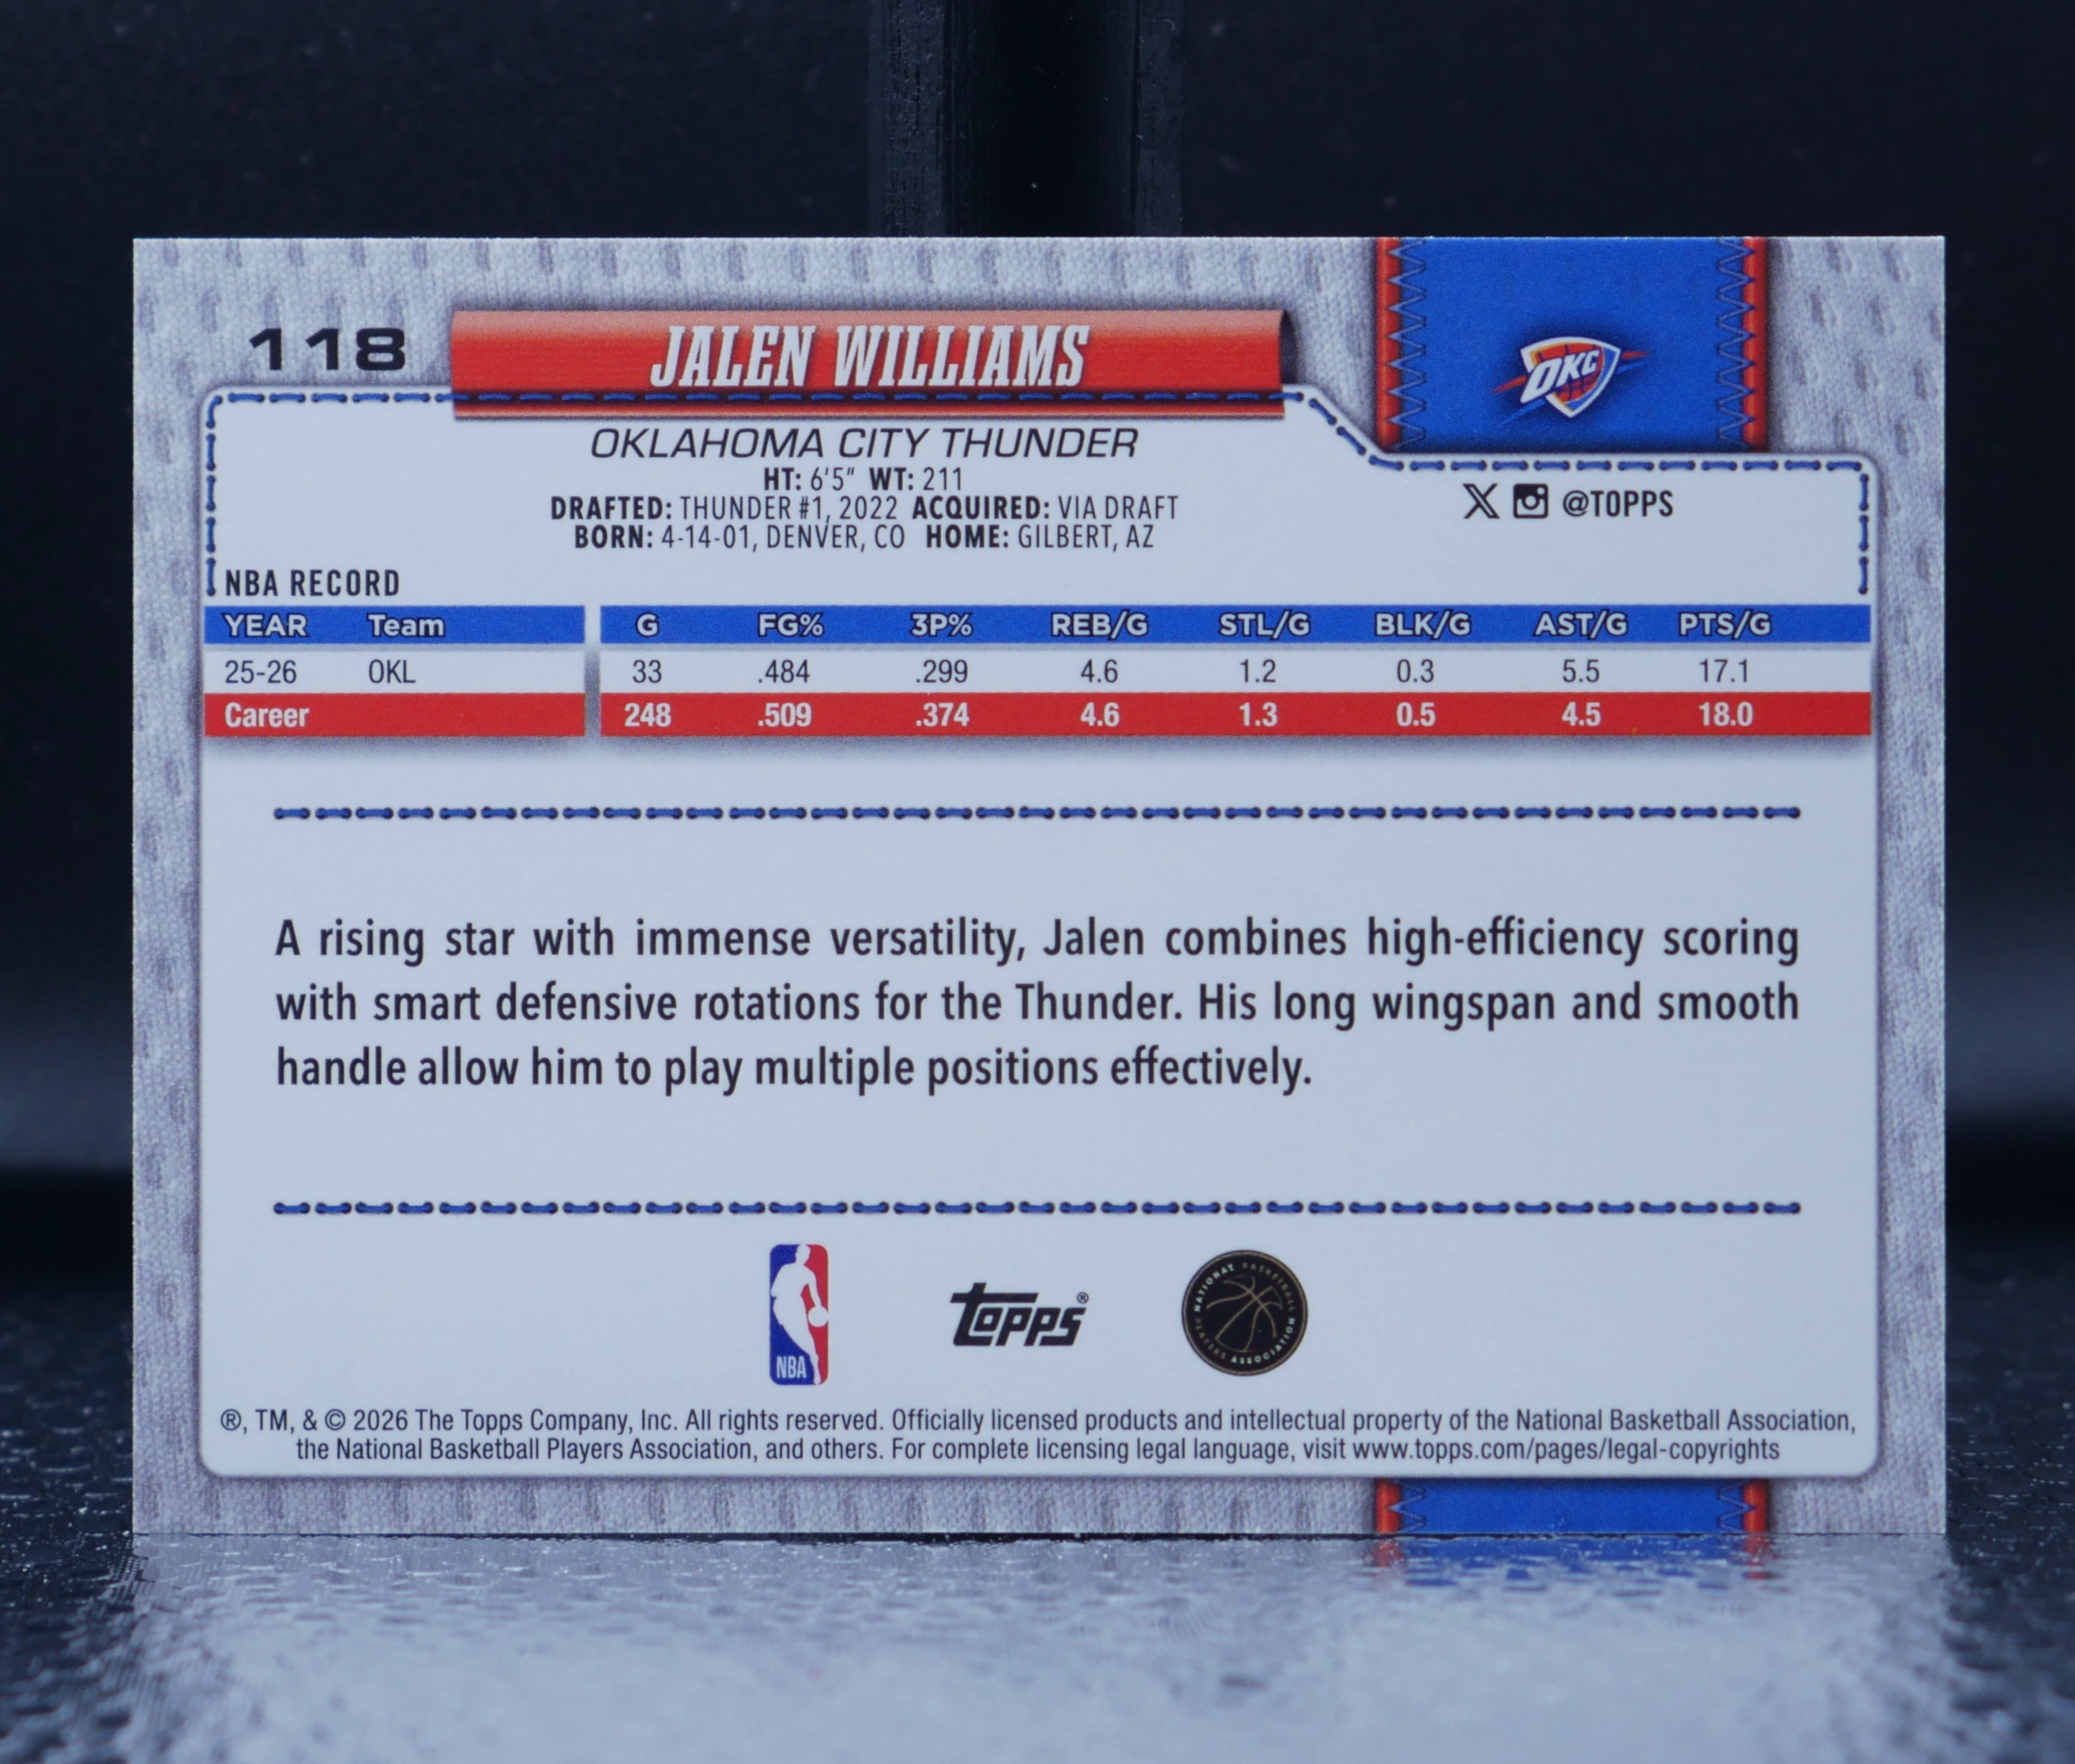 118
JALEN WILLIAMS
OKC
OKLAHOMA CITY THUNDER
HT: 6'5" WT: 211
DRAFTED: THUNDER #1, 2022 ACQUIRED: VIA DRAFT
BORN: 4-14-01, DENVER, CO HOME: GILBERT, AZ
@TOPPS
NBA RECORD
YEAR Team G FG% 3P% REB/G STL/G BLK/G AST/G PTS/G
25-26 OKL 33 .484 .299 4.6 1.2 0.3 5.5 17.1
Career 248 .509 .374 4.6 1.3 0.5 4.5 18.0
A rising star with immense versatility, Jalen combines high-efficiency scoring
with smart defensive rotations for the Thunder. His long wingspan and smooth
handle allow him to play multiple positions effectively.
NBA
Topps®
NATIONAL BASKETBALL PLAYERS ASSOCIATION
®, TM, & © 2026 The Topps Company, Inc. All rights reserved. Officially licensed products and intellectual property of the National Basketball Association,
the National Basketball Players Association, and others. For complete licensing legal language, visit www.topps.com/pages/legal-copyrights